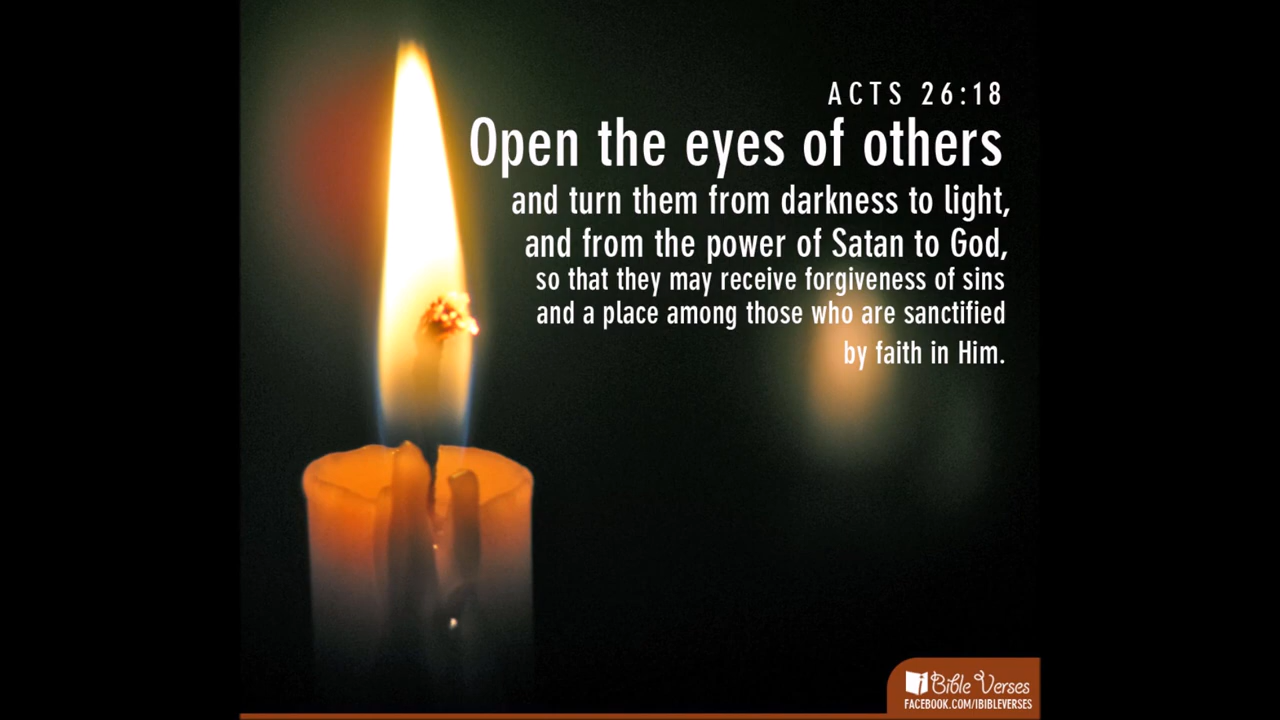 ACTS 26:18
Open the eyes of others
and turn them from darkness to light,
and from the power of Satan to God,
so that they may receive forgiveness of sins
and a place among those who are sanctified
by faith in Him.
i Bible Verses
FACEBOOK.COM/IBIBLEVERSES